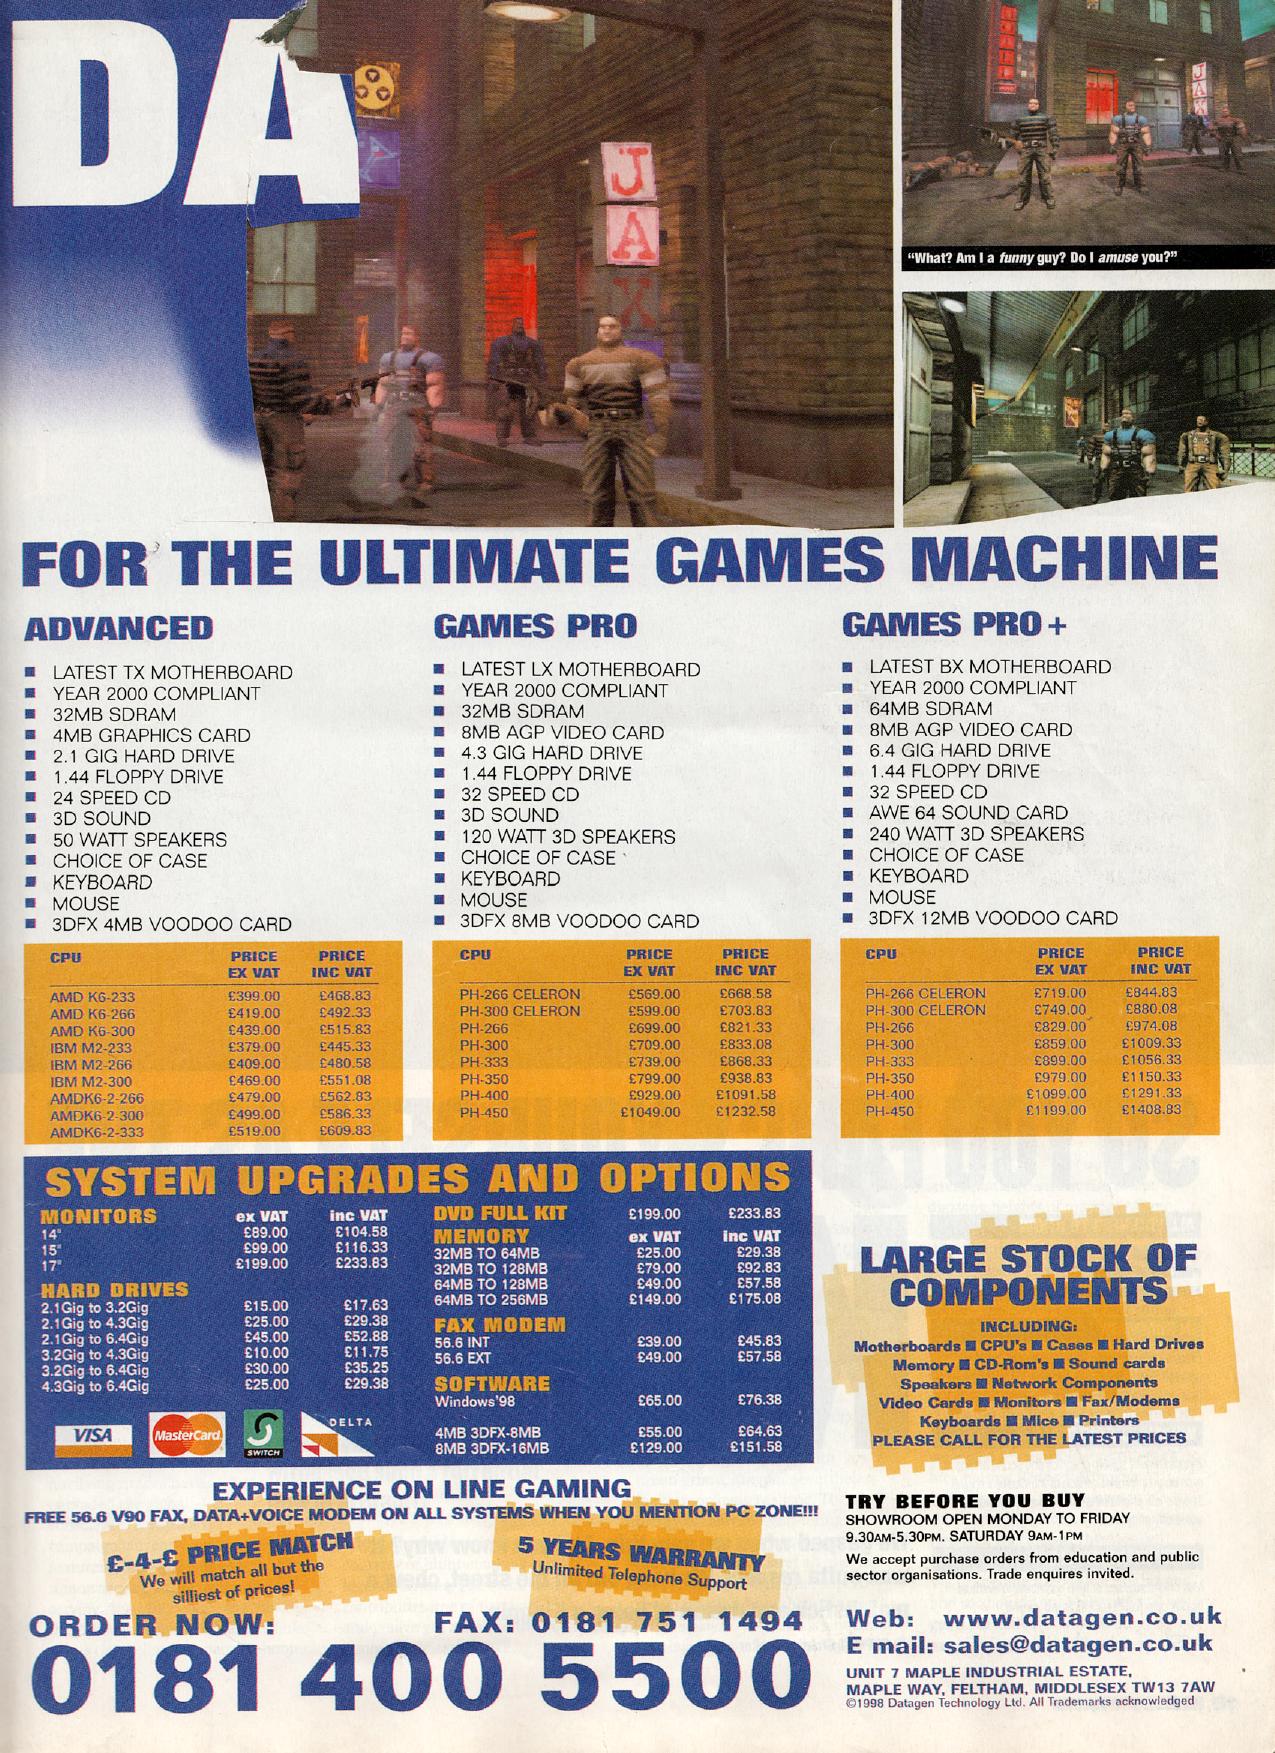 DA
JAX
JAX
"What? Am I a funny guy? Do I amuse you?"
FOR THE ULTIMATE GAMES MACHINE
ADVANCED
LATEST TX MOTHERBOARD
YEAR 2000 COMPLIANT
32MB SDRAM
4MB GRAPHICS CARD
2.1 GIG HARD DRIVE
1.44 FLOPPY DRIVE
24 SPEED CD
3D SOUND
50 WATT SPEAKERS
CHOICE OF CASE
KEYBOARD
MOUSE
3DFX 4MB VOODOO CARD
CPU PRICE EX VAT PRICE INC VAT
AMD K6-233 £399.00 £468.83
AMD K6-266 £419.00 £492.33
AMD K6-300 £439.00 £515.83
IBM M2-233 £379.00 £445.33
IBM M2-266 £409.00 £480.58
IBM M2-300 £469.00 £551.08
AMDK6-2-266 £479.00 £562.83
AMDK6-2-300 £499.00 £586.33
AMDK6-2-333 £519.00 £609.83
GAMES PRO
LATEST LX MOTHERBOARD
YEAR 2000 COMPLIANT
32MB SDRAM
8MB AGP VIDEO CARD
4.3 GIG HARD DRIVE
1.44 FLOPPY DRIVE
32 SPEED CD
3D SOUND
120 WATT 3D SPEAKERS
CHOICE OF CASE
KEYBOARD
MOUSE
3DFX 8MB VOODOO CARD
CPU PRICE EX VAT PRICE INC VAT
PH-266 CELERON £569.00 £668.58
PH-300 CELERON £599.00 £703.83
PH-266 £699.00 £821.33
PH-300 £709.00 £833.08
PH-333 £739.00 £868.33
PH-350 £799.00 £938.83
PH-400 £929.00 £1091.58
PH-450 £1049.00 £1232.58
GAMES PRO +
LATEST BX MOTHERBOARD
YEAR 2000 COMPLIANT
64MB SDRAM
8MB AGP VIDEO CARD
6.4 GIG HARD DRIVE
1.44 FLOPPY DRIVE
32 SPEED CD
AWE 64 SOUND CARD
240 WATT 3D SPEAKERS
CHOICE OF CASE
KEYBOARD
MOUSE
3DFX 12MB VOODOO CARD
CPU PRICE EX VAT PRICE INC VAT
PH-266 CELERON £719.00 £844.83
PH-300 CELERON £749.00 £880.08
PH-266 £829.00 £974.08
PH-300 £859.00 £1009.33
PH-333 £899.00 £1056.33
PH-350 £979.00 £1150.33
PH-400 £1099.00 £1291.33
PH-450 £1199.00 £1408.83
SYSTEM UPGRADES AND OPTIONS
MONITORS ex VAT inc VAT
14" £89.00 £104.58
15" £99.00 £116.33
17" £199.00 £233.83
HARD DRIVES
2.1Gig to 3.2Gig £15.00 £17.63
2.1Gig to 4.3Gig £25.00 £29.38
2.1Gig to 6.4Gig £45.00 £52.88
3.2Gig to 4.3Gig £10.00 £11.75
3.2Gig to 6.4Gig £30.00 £35.25
4.3Gig to 6.4Gig £25.00 £29.38
VISA
MasterCard
SWITCH
DELTA
DVD FULL KIT £199.00 £233.83
MEMORY ex VAT inc VAT
32MB TO 64MB £25.00 £29.38
32MB TO 128MB £79.00 £92.83
64MB TO 128MB £49.00 £57.58
64MB TO 256MB £149.00 £175.08
FAX MODEM
56.6 INT £39.00 £45.83
56.6 EXT £49.00 £57.58
SOFTWARE
Windows'98 £65.00 £76.38
4MB 3DFX-8MB £55.00 £64.63
8MB 3DFX-16MB £129.00 £151.58
LARGE STOCK OF
COMPONENTS
INCLUDING:
Motherboards ■ CPU's ■ Cases ■ Hard Drives
Memory ■ CD-Rom's ■ Sound cards
Speakers ■ Network Components
Video Cards ■ Monitors ■ Fax/Modems
Keyboards ■ Mice ■ Printers
PLEASE CALL FOR THE LATEST PRICES
EXPERIENCE ON LINE GAMING
FREE 56.6 V90 FAX, DATA+VOICE MODEM ON ALL SYSTEMS WHEN YOU MENTION PC ZONE!!!
£-4-£ PRICE MATCH
We will match all but the
silliest of prices!
5 YEARS WARRANTY
Unlimited Telephone Support
TRY BEFORE YOU BUY
SHOWROOM OPEN MONDAY TO FRIDAY
9.30AM-5.30PM. SATURDAY 9AM-1PM
We accept purchase orders from education and public
sector organisations. Trade enquires invited.
ORDER NOW:
FAX: 0181 751 1494
0181 400 5500
Web: www.datagen.co.uk
E mail: sales@datagen.co.uk
UNIT 7 MAPLE INDUSTRIAL ESTATE,
MAPLE WAY, FELTHAM, MIDDLESEX TW13 7AW
©1998 Datagen Technology Ltd. All Trademarks acknowledged